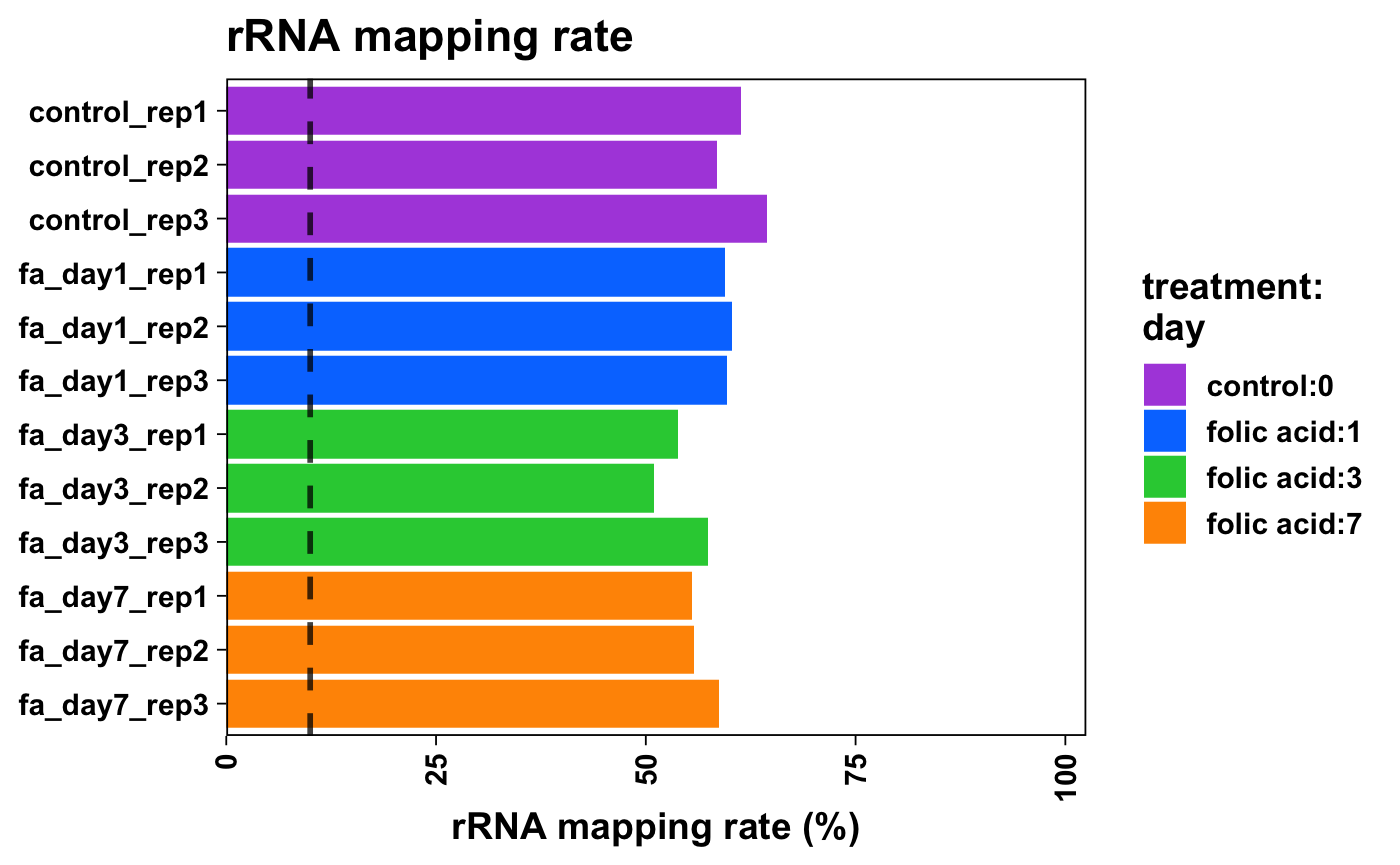 rRNA mapping rate
control_rep1
control_rep2
control_rep3
fa_day1_rep1
fa_day1_rep2
fa_day1_rep3
fa_day3_rep1
fa_day3_rep2
fa_day3_rep3
fa_day7_rep1
fa_day7_rep2
fa_day7_rep3
0
25
50
75
100
rRNA mapping rate (%)
treatment:
day
control:0
folic acid:1
folic acid:3
folic acid:7